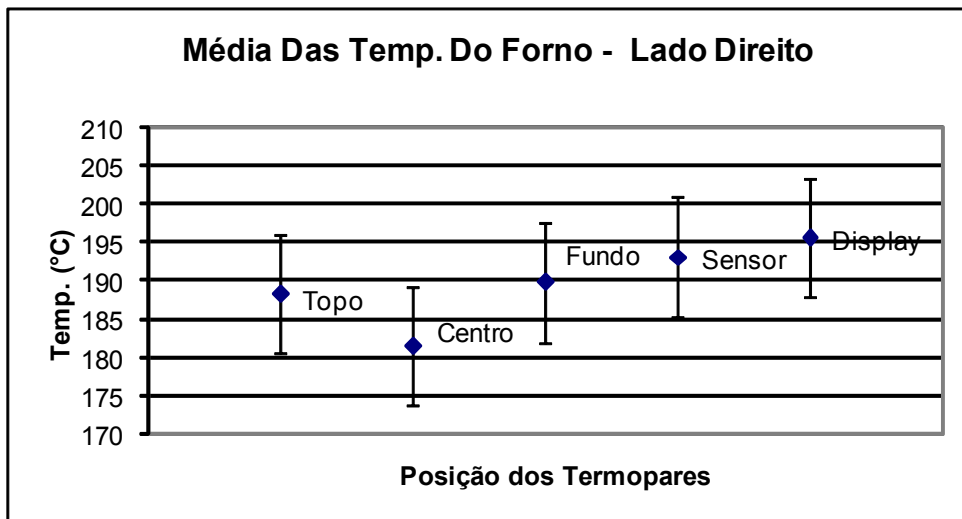 Média Das Temp. Do Forno - Lado Direito
210
205
200
195
190
185
180
175
170
Temp. (°C)
Topo
Centro
Fundo
Sensor
Display
Posição dos Termopares